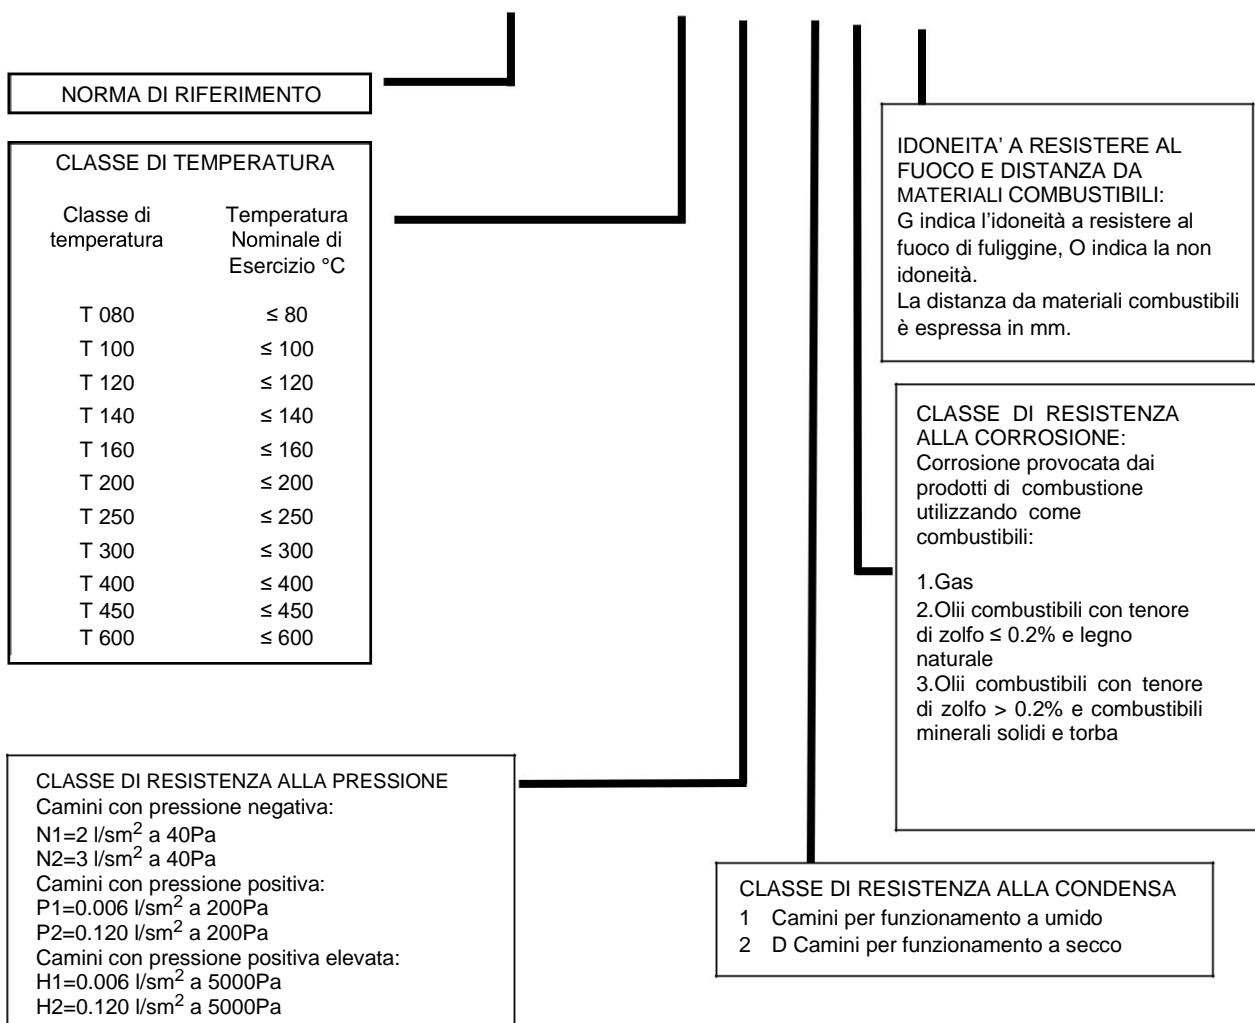 NORMA DI RIFERIMENTO
CLASSE DI TEMPERATURA
Classe di temperatura Temperatura Nominale di Esercizio °C
T 080 ≤ 80
T 100 ≤ 100
T 120 ≤ 120
T 140 ≤ 140
T 160 ≤ 160
T 200 ≤ 200
T 250 ≤ 250
T 300 ≤ 300
T 400 ≤ 400
T 450 ≤ 450
T 600 ≤ 600
CLASSE DI RESISTENZA ALLA PRESSIONE
Camini con pressione negativa:
N1=2 l/sm² a 40Pa
N2=3 l/sm² a 40Pa
Camini con pressione positiva:
P1=0.006 l/sm² a 200Pa
P2=0.120 l/sm² a 200Pa
Camini con pressione positiva elevata:
H1=0.006 l/sm² a 5000Pa
H2=0.120 l/sm² a 5000Pa
IDONEITA’ A RESISTERE AL
FUOCO E DISTANZA DA
MATERIALI COMBUSTIBILI:
G indica l’idoneità a resistere al
fuoco di fuliggine, O indica la non
idoneità.
La distanza da materiali combustibili
è espressa in mm.
CLASSE DI RESISTENZA
ALLA CORROSIONE:
Corrosione provocata dai
prodotti di combustione
utilizzando come
combustibili:
1.Gas
2.Olii combustibili con tenore
di zolfo ≤ 0.2% e legno
naturale
3.Olii combustibili con tenore
di zolfo > 0.2% e combustibili
minerali solidi e torba
CLASSE DI RESISTENZA ALLA CONDENSA
1 Camini per funzionamento a umido
2 D Camini per funzionamento a secco